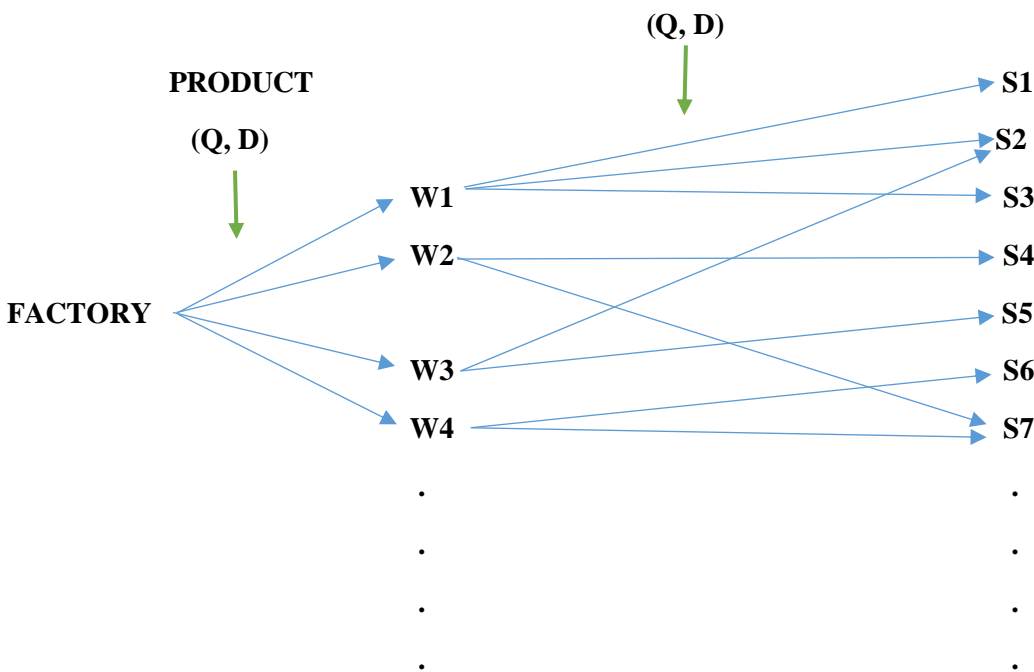 (Q, D)
PRODUCT
S1
(Q, D)
S2
W1
S3
W2
S4
FACTORY
S5
W3
S6
W4
S7
. .
. .
. .
. .